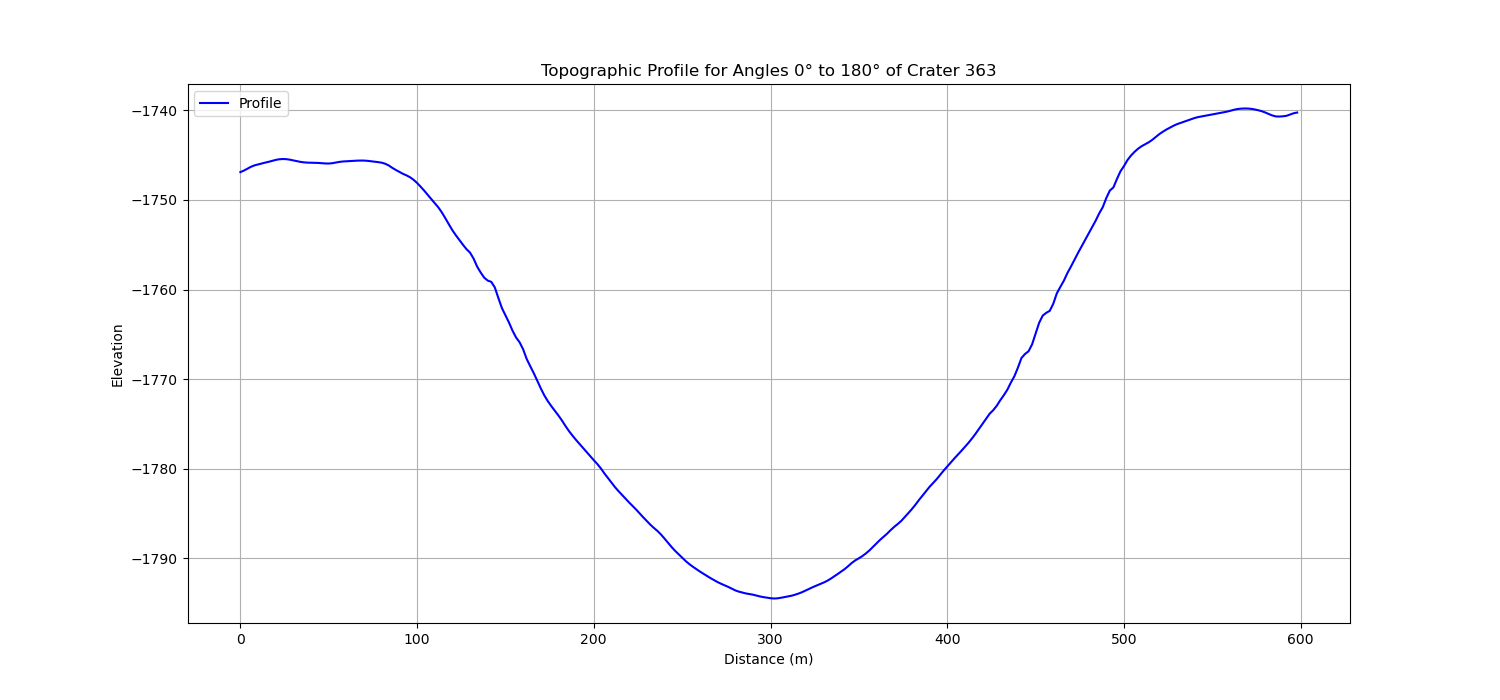 Topographic Profile for Angles 0° to 180° of Crater 363
Profile
−1740
−1750
−1760
−1770
−1780
−1790
Elevation
0 100 200 300 400 500 600
Distance (m)